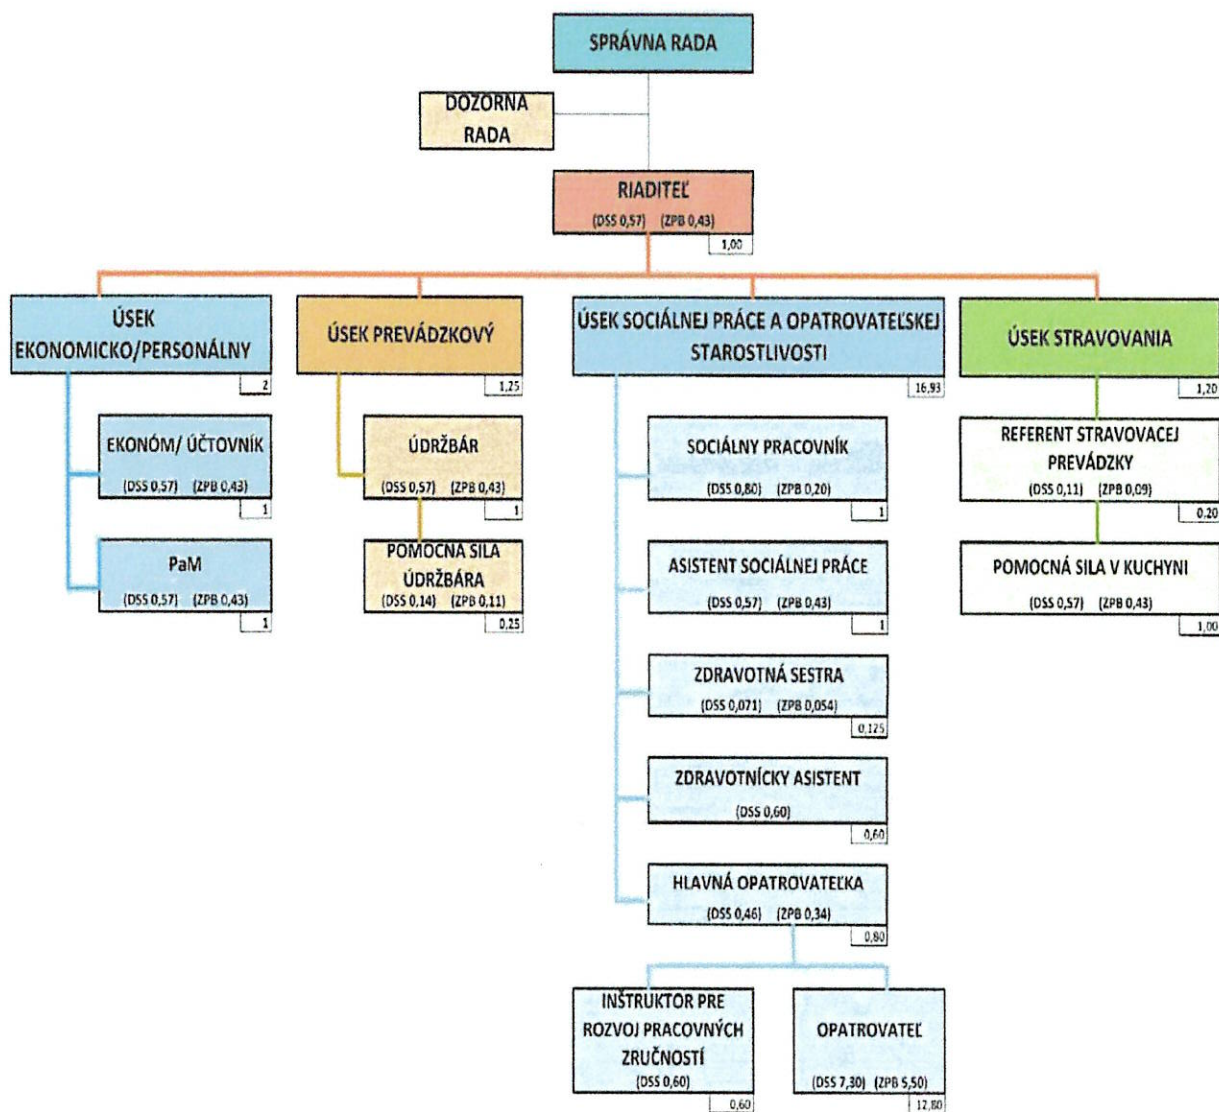 SPRÁVNA RADA
DOZORNA
RADA
RIADITEĽ
(DSS 0,57) (ZPB 0,43)
1,00
ÚSEK
EKONOMICKO/PERSONÁLNY
2
EKONÓM/ ÚČTOVNÍK
(DSS 0,57) (ZPB 0,43)
1
PaM
(DSS 0,57) (ZPB 0,43)
1
ÚSEK PREVÁDZKOVÝ
1,25
ÚDRŽBÁR
(DSS 0,57) (ZPB 0,43)
1
POMOCNA SILA
ÚDRŽBÁRA
(DSS 0,14) (ZPB 0,11)
0,25
ÚSEK SOCIÁLNEJ PRÁCE A OPATROVATEĽSKEJ
STAROSTLIVOSTI
16,93
SOCIÁLNY PRACOVNÍK
(DSS 0,80) (ZPB 0,20)
1
ASISTENT SOCIÁLNEJ PRÁCE
(DSS 0,57) (ZPB 0,43)
1
ZDRAVOTNÁ SESTRA
(DSS 0,071) (ZPB 0,054)
0,125
ZDRAVOTNÍCKY ASISTENT
(DSS 0,60)
0,60
HLAVNÁ OPATROVATEĽKA
(DSS 0,46) (ZPB 0,34)
0,80
INŠTRUKTOR PRE
ROZVOJ PRACOVNÝCH
ZRUČNOSTÍ
(DSS 0,60)
0,60
OPATROVATEĽ
(DSS 7,30) (ZPB 5,50)
12,80
ÚSEK STRAVOVANIA
1,20
REFERENT STRAVOVACEJ
PREVÁDZKY
(DSS 0,11) (ZPB 0,09)
0,20
POMOCNÁ SILA V KUCHYNI
(DSS 0,57) (ZPB 0,43)
1,00